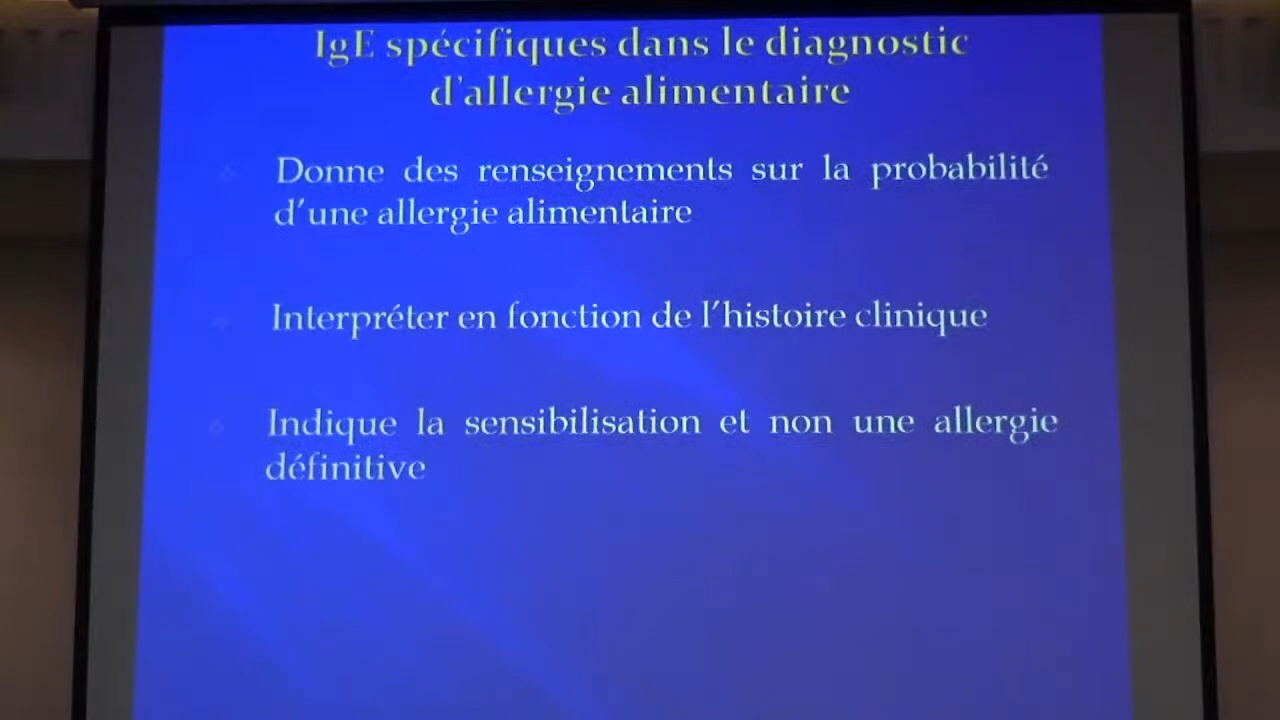 IgE spécifiques dans le diagnostic
d'allergie alimentaire
Donne des renseignements sur la probabilité
d'une allergie alimentaire
Interpréter en fonction de l'histoire clinique
Indique la sensibilisation et non une allergie
définitive